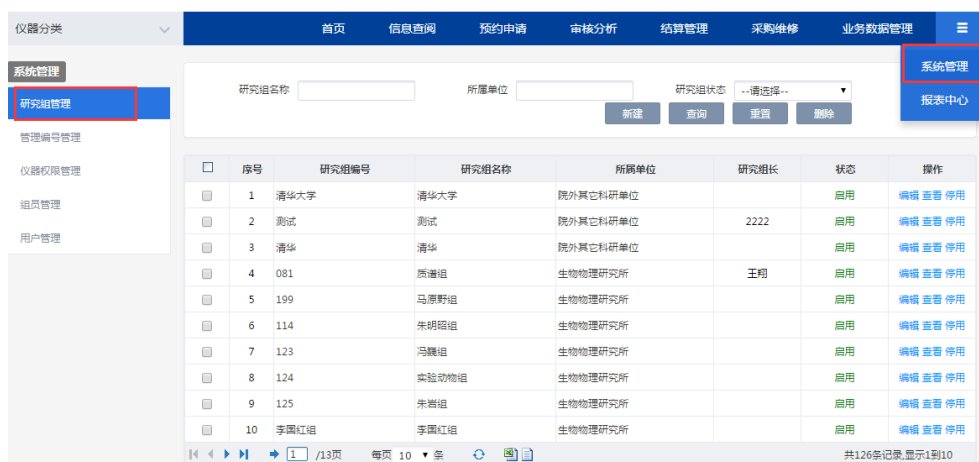 仪器分类 首页 信息查阅 预约申请 审核分析 结算管理 采购维修 业务数据管理
系统管理
报表中心
系统管理
研究组管理
管理编号管理
仪器权限管理
组员管理
用户管理
研究组名称 所属单位 研究组状态 --请选择--
新建 查询 重置 删除
序号 研究组编号 研究组名称 所属单位 研究组长 状态 操作
1 清华大学 清华大学 院外其它科研单位 启用 编辑 查看 停用
2 测试 测试 院外其它科研单位 2222 启用 编辑 查看 停用
3 清华 清华 院外其它科研单位 启用 编辑 查看 停用
4 081 质谱组 生物物理研究所 王翔 启用 编辑 查看 停用
5 199 马原野组 生物物理研究所 启用 编辑 查看 停用
6 114 朱明昭组 生物物理研究所 启用 编辑 查看 停用
7 123 冯巍组 生物物理研究所 启用 编辑 查看 停用
8 124 实验动物组 生物物理研究所 启用 编辑 查看 停用
9 125 朱岩组 生物物理研究所 启用 编辑 查看 停用
10 李国红组 李国红组 生物物理研究所 启用 编辑 查看 停用
1 /13页 每页 10 条 共126条记录,显示1到10